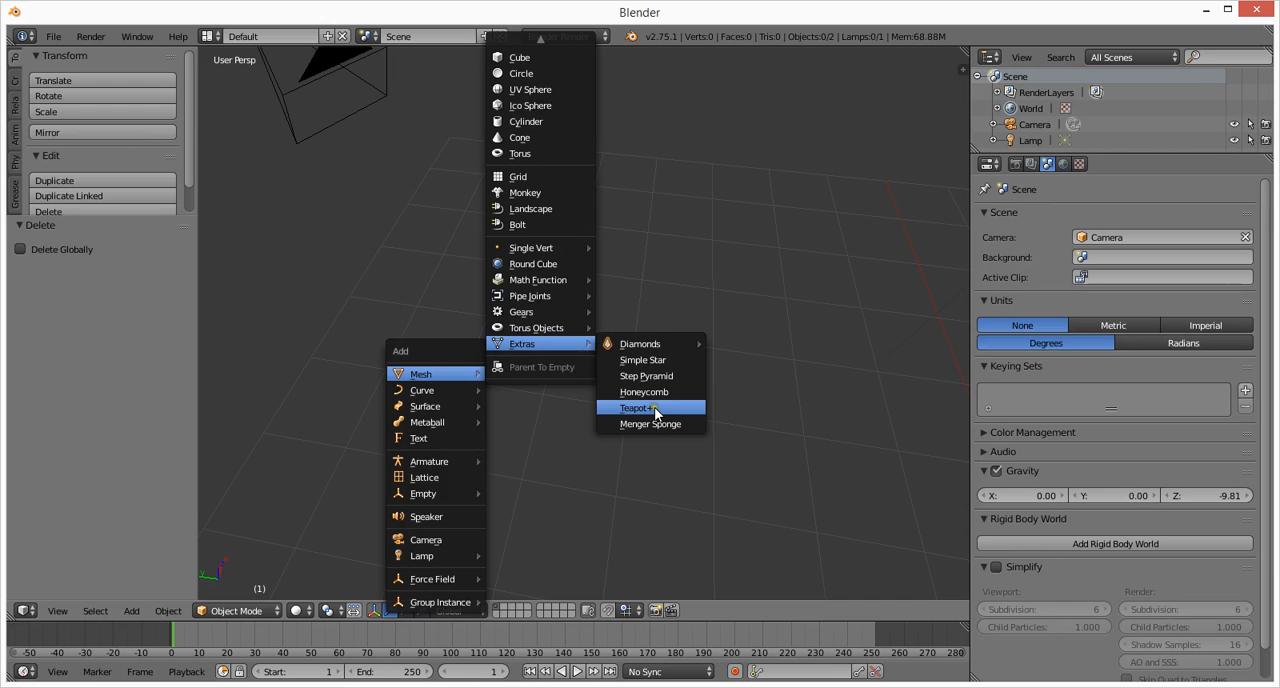 Blender
File Render Window Help
Default
Scene
v2.75.1 | Verts:0 | Faces:0 | Tris:0 | Objects:0/2 | Lamps:0/1 | Mem:68.88M
To
Cr
Rela
Anim
Phy
Grease
Transform
Translate
Rotate
Scale
Mirror
Edit
Duplicate
Duplicate Linked
Delete
Delete
Delete Globally
User Persp
(1)
y
Cube
Circle
UV Sphere
Ico Sphere
Cylinder
Cone
Torus
Grid
Monkey
Landscape
Bolt
Single Vert
Round Cube
Math Function
Pipe Joints
Gears
Torus Objects
Extras
Parent To Empty
Add
Mesh
Curve
Surface
Metaball
Text
Armature
Lattice
Empty
Speaker
Camera
Lamp
Force Field
Group Instance
Diamonds
Simple Star
Step Pyramid
Honeycomb
Teapot+
Menger Sponge
View Search All Scenes
Scene
RenderLayers
World
Camera
Lamp
Scene
Scene
Camera: Camera
Background:
Active Clip:
Units
None Metric Imperial
Degrees Radians
Keying Sets
Color Management
Audio
Gravity
X: 0.00 Y: 0.00 Z: -9.81
Rigid Body World
Add Rigid Body World
Simplify
Viewport: Render:
Subdivision: 6 Subdivision: 6
Child Particles: 1.000 Child Particles: 1.000
Shadow Samples: 16
AO and SSS: 1.000
Skip Quad to Triangles
View Select Add Object Object Mode
-50 -40 -30 -20 -10 0 10 20 30 40 50 60 70 80 90 100 110 120 130 140 150 160 170 180 190 200 210 220 230 240 250 260 270 280
View Marker Frame Playback Start: 1 End: 250 1 No Sync